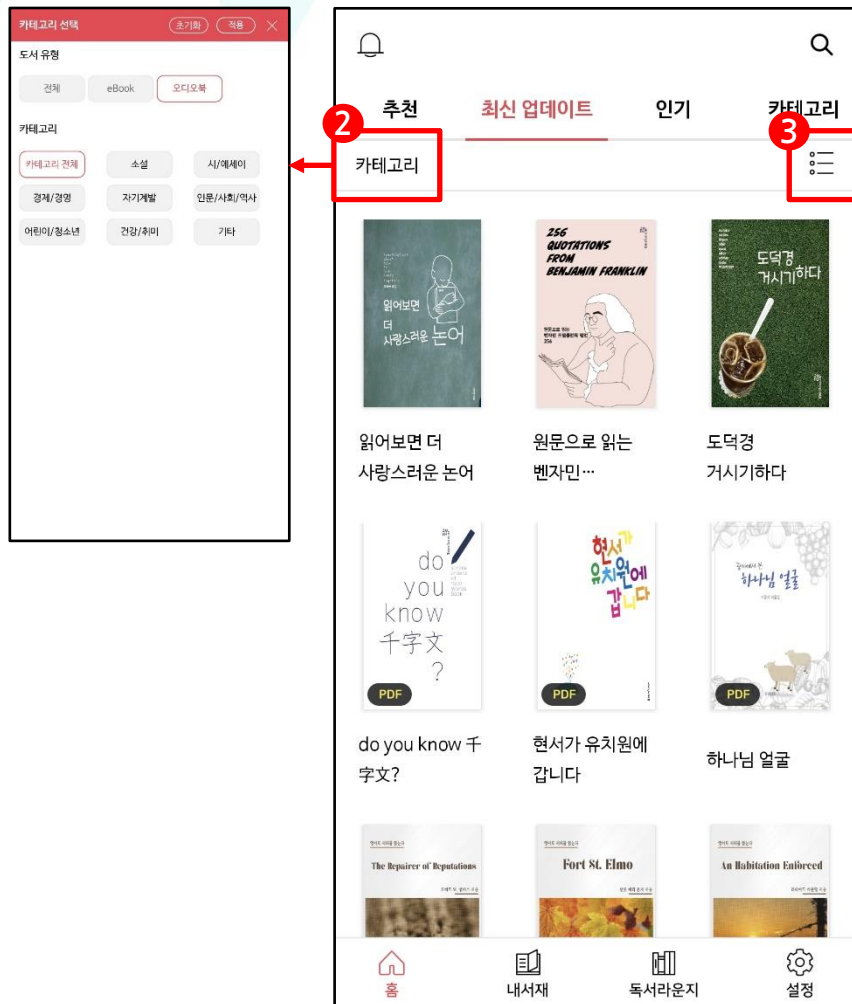 카테고리 선택 초기화 적용
도서 유형
전체 eBook 오디오북
카테고리
카테고리 전체 소설 시/에세이
경제/경영 자기계발 인문/사회/역사
어린이/청소년 건강/취미 기타
추천 최신 업데이트 인기 카테고리
2 3
카테고리
읽어보면
더
사랑스러운 논어
256
QUOTATIONS
FROM
BENJAMIN FRANKLIN
원문으로 읽는
256
도덕경
거시기하다
읽어보면 더
사랑스러운 논어
원문으로 읽는
벤자민…
도덕경
거시기하다
do
you
know
千字文
?
PDF
현서가
유치원에
갑니다
PDF
하나님 얼굴
PDF
do you know 千
字文?
현서가 유치원에
갑니다
하나님 얼굴
The Repairer of Reputations
Fort St. Elmo
An Habitation Enforced
홈 내서재 독서라운지 설정